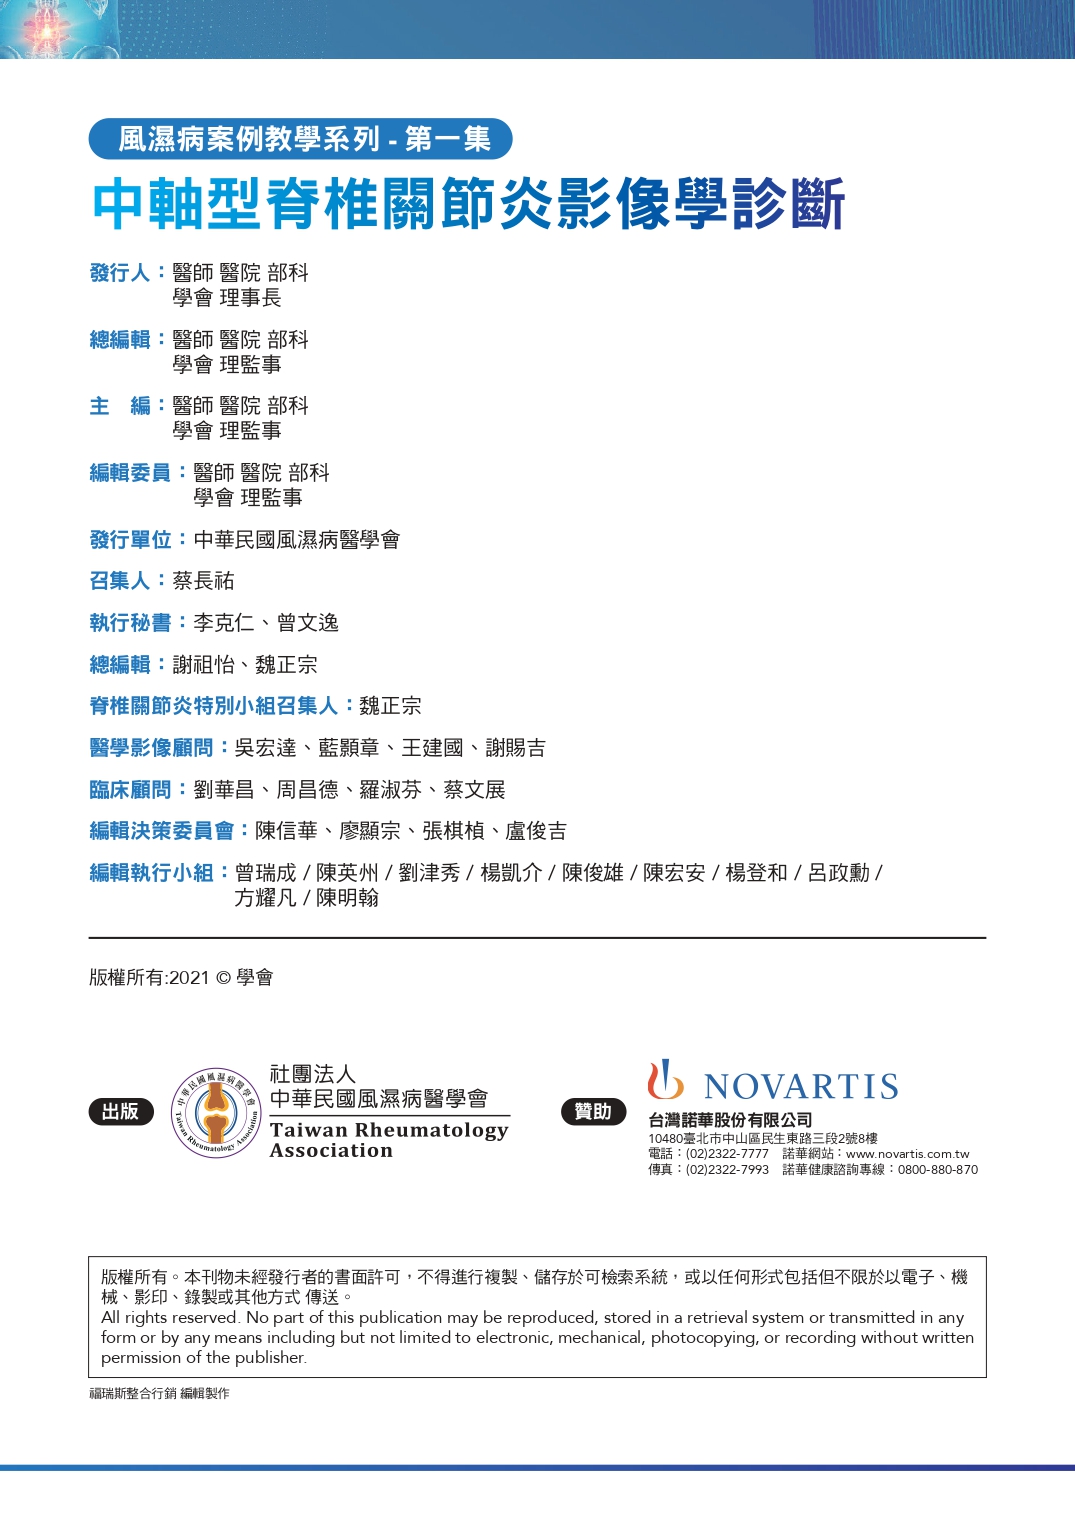 風濕病案例教學系列 - 第一集
中軸型脊椎關節炎影像學診斷
發行人：醫師 醫院 部科
學會 理事長
總編輯：醫師 醫院 部科
學會 理監事
主　編：醫師 醫院 部科
學會 理監事
編輯委員：醫師 醫院 部科
學會 理監事
發行單位：中華民國風濕病醫學會
召集人：蔡長祐
執行秘書：李克仁、曾文逸
總編輯：謝祖怡、魏正宗
脊椎關節炎特別小組召集人：魏正宗
醫學影像顧問：吳宏達、藍顥章、王建國、謝賜吉
臨床顧問：劉華昌、周昌德、羅淑芬、蔡文展
編輯決策委員會：陳信華、廖顯宗、張棋楨、盧俊吉
編輯執行小組：曾瑞成 / 陳英州 / 劉津秀 / 楊凱介 / 陳俊雄 / 陳宏安 / 楊登和 / 呂政勳 /
方耀凡 / 陳明翰
版權所有:2021 © 學會
出版
中華民國風濕病醫學會
Taiwan Rheumatology Association
社團法人
中華民國風濕病醫學會
Taiwan Rheumatology
Association
贊助
NOVARTIS
台灣諾華股份有限公司
10480臺北市中山區民生東路三段2號8樓
電話：(02)2322-7777　諾華網站：www.novartis.com.tw
傳真：(02)2322-7993　諾華健康諮詢專線：0800-880-870
版權所有。本刊物未經發行者的書面許可，不得進行複製、儲存於可檢索系統，或以任何形式包括但不限於以電子、機
械、影印、錄製或其他方式 傳送。
All rights reserved. No part of this publication may be reproduced, stored in a retrieval system or transmitted in any
form or by any means including but not limited to electronic, mechanical, photocopying, or recording without written
permission of the publisher.
福瑞斯整合行銷 編輯製作